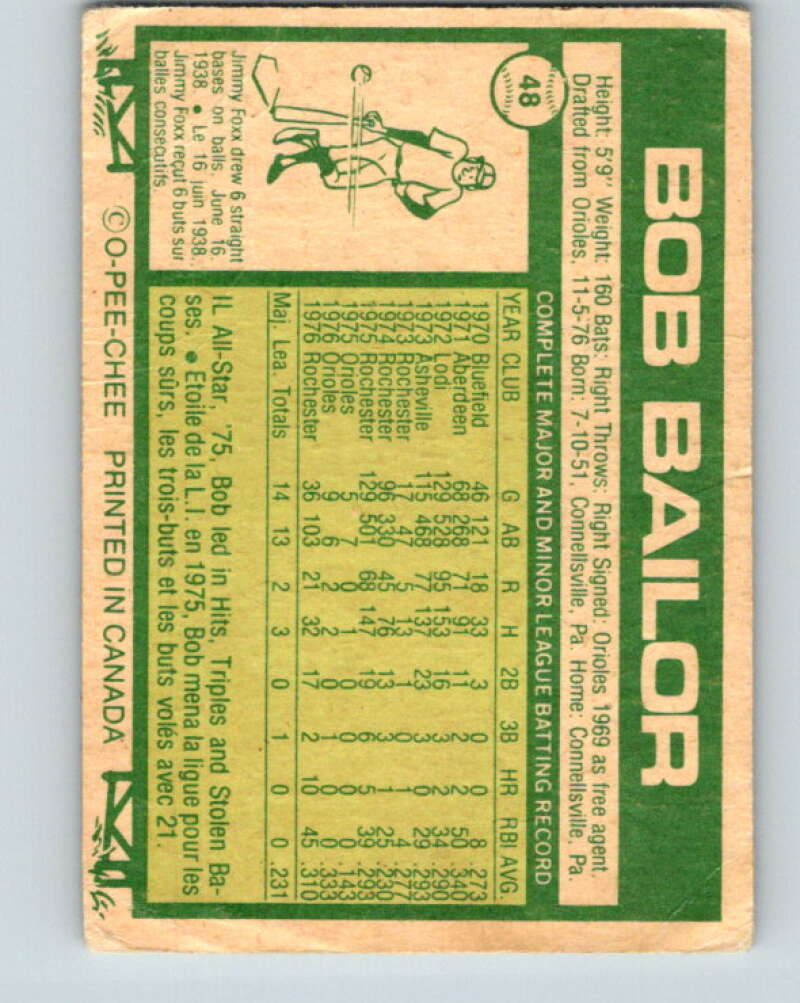 BOB BAILOR
48
Height: 5'9" Weight: 160 Bats: Right Throws: Right Signed: Orioles 1969 as free agent.
Drafted from Orioles, 11-5-76 Born: 7-10-51, Connellsville, Pa. Home: Connellsville, Pa.
COMPLETE MAJOR AND MINOR LEAGUE BATTING RECORD
YEAR CLUB G AB R H 2B 3B HR RBI AVG.
1970 Bluefield 46 121 18 33 3 0 0 8 .273
1971 Aberdeen 68 268 71 91 11 2 2 50 .340
1972 Lodi 129 528 95 153 16 2 2 34 .290
1973 Asheville 115 468 77 137 23 3 0 29 .293
1973 Rochester 17 47 5 13 1 0 1 4 .277
1974 Rochester 96 330 45 76 13 3 1 25 .230
1975 Rochester 129 501 68 147 19 6 5 39 .293
1975 Orioles 5 7 0 1 0 0 0 0 .143
1976 Orioles 9 6 2 2 0 1 0 0 .333
1976 Rochester 36 103 21 32 17 2 10 45 .310
Maj. Lea. Totals 14 13 2 3 0 1 0 0 .231
IL All-Star, '75, Bob led in Hits, Triples and Stolen Ba-
ses. • Etoile de la L.I. en 1975, Bob mena la ligue pour les
coups sûrs, les trois-buts et les buts volés avec 21.
Jimmy Foxx drew 6 straight
bases on balls June 16,
1938. • Le 16 juin 1938,
Jimmy Foxx reçut 6 buts sur
balles consecutifs.
©O-PEE-CHEE PRINTED IN CANADA